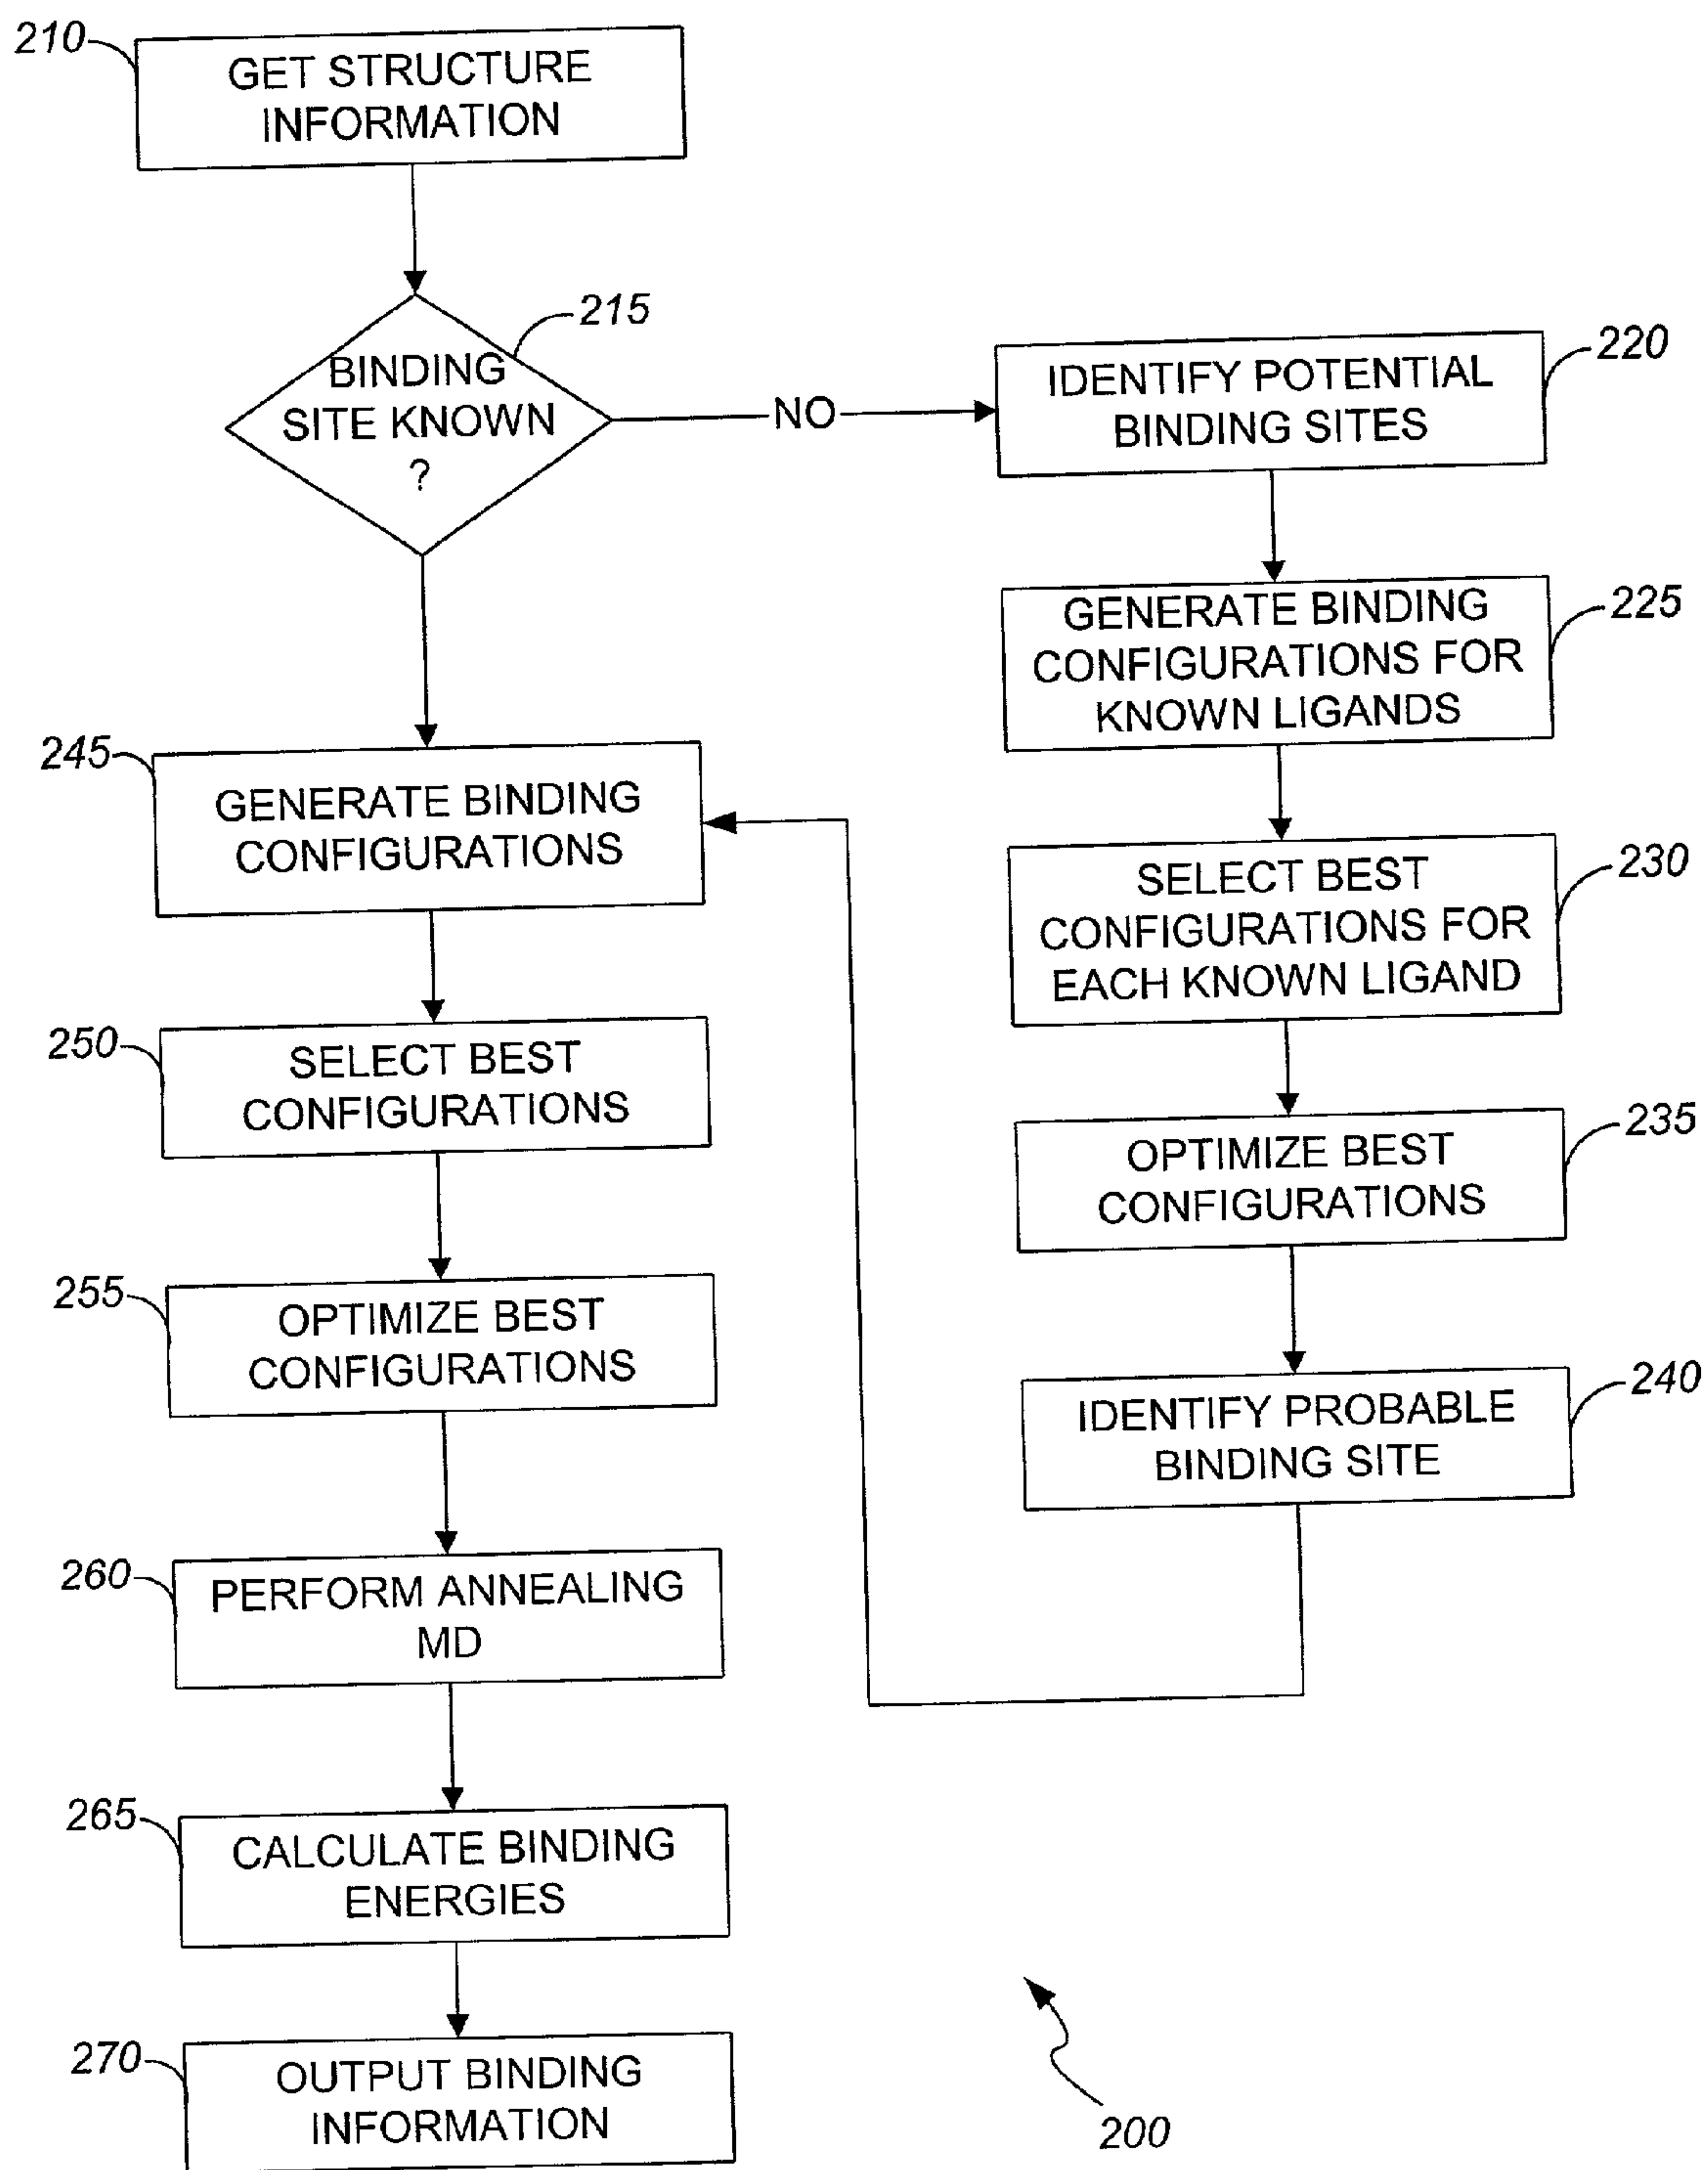 210
GET STRUCTURE
INFORMATION
215
BINDING
SITE KNOWN
?
NO
220
IDENTIFY POTENTIAL
BINDING SITES
225
GENERATE BINDING
CONFIGURATIONS FOR
KNOWN LIGANDS
230
SELECT BEST
CONFIGURATIONS FOR
EACH KNOWN LIGAND
235
OPTIMIZE BEST
CONFIGURATIONS
240
IDENTIFY PROBABLE
BINDING SITE
245
GENERATE BINDING
CONFIGURATIONS
250
SELECT BEST
CONFIGURATIONS
255
OPTIMIZE BEST
CONFIGURATIONS
260
PERFORM ANNEALING
MD
265
CALCULATE BINDING
ENERGIES
270
OUTPUT BINDING
INFORMATION
200